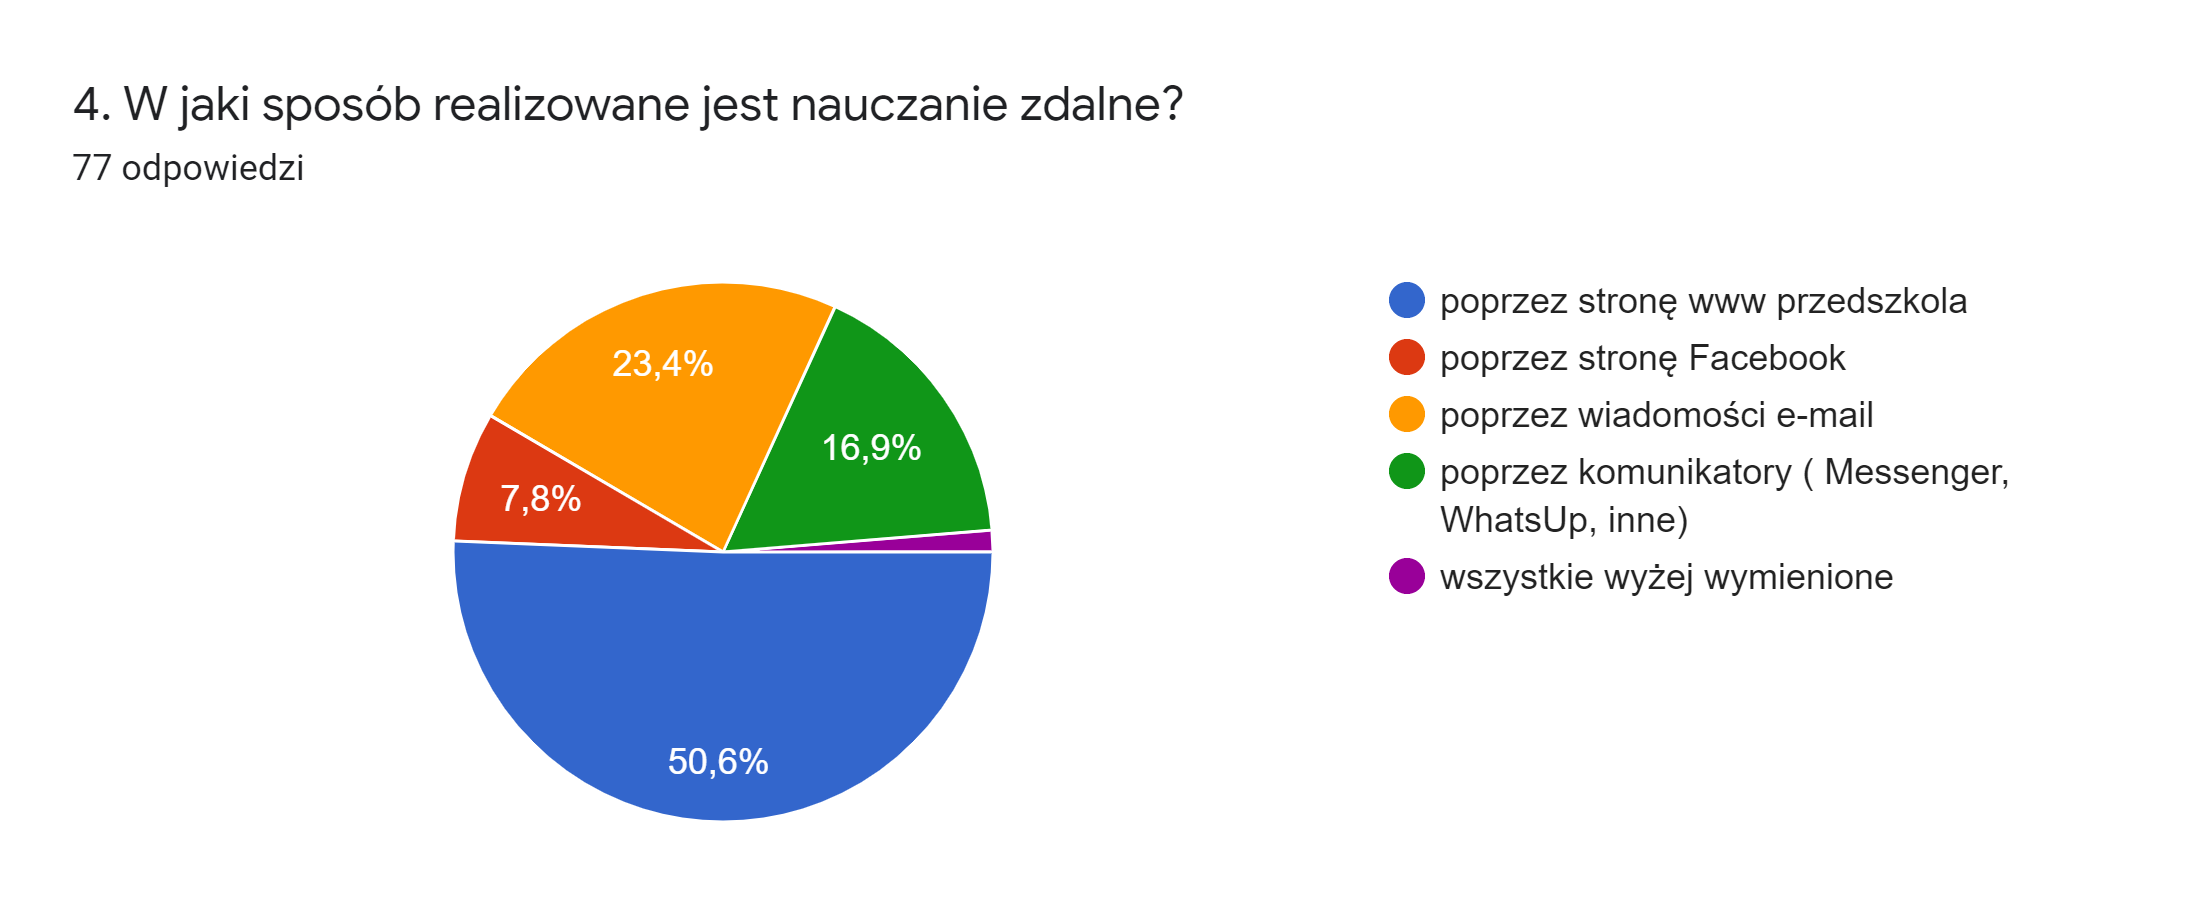 4. W jaki sposób realizowane jest nauczanie zdalne?
77 odpowiedzi
23,4%
16,9%
7,8%
50,6%
poprzez stronę www przedszkola
poprzez stronę Facebook
poprzez wiadomości e-mail
poprzez komunikatory ( Messenger,
WhatsUp, inne)
wszystkie wyżej wymienione